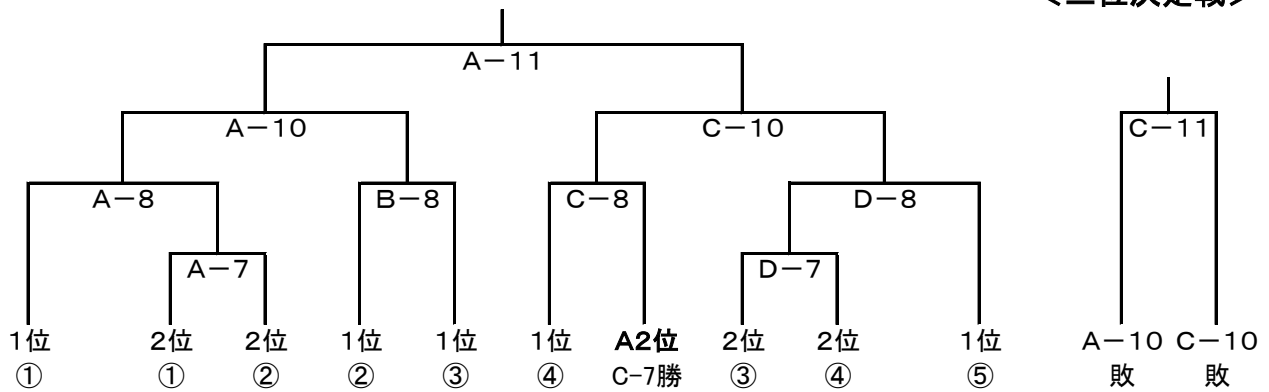 <三位決定戦>
A-11
A-10 C-10 C-11
A-8 B-8 C-8 D-8
A-7 D-7
1位 2位 2位 1位 1位 1位 A2位 2位 2位 1位 A-10 C-10
① ① ② ② ③ ④ C-7勝 ③ ④ ⑤ 敗 敗